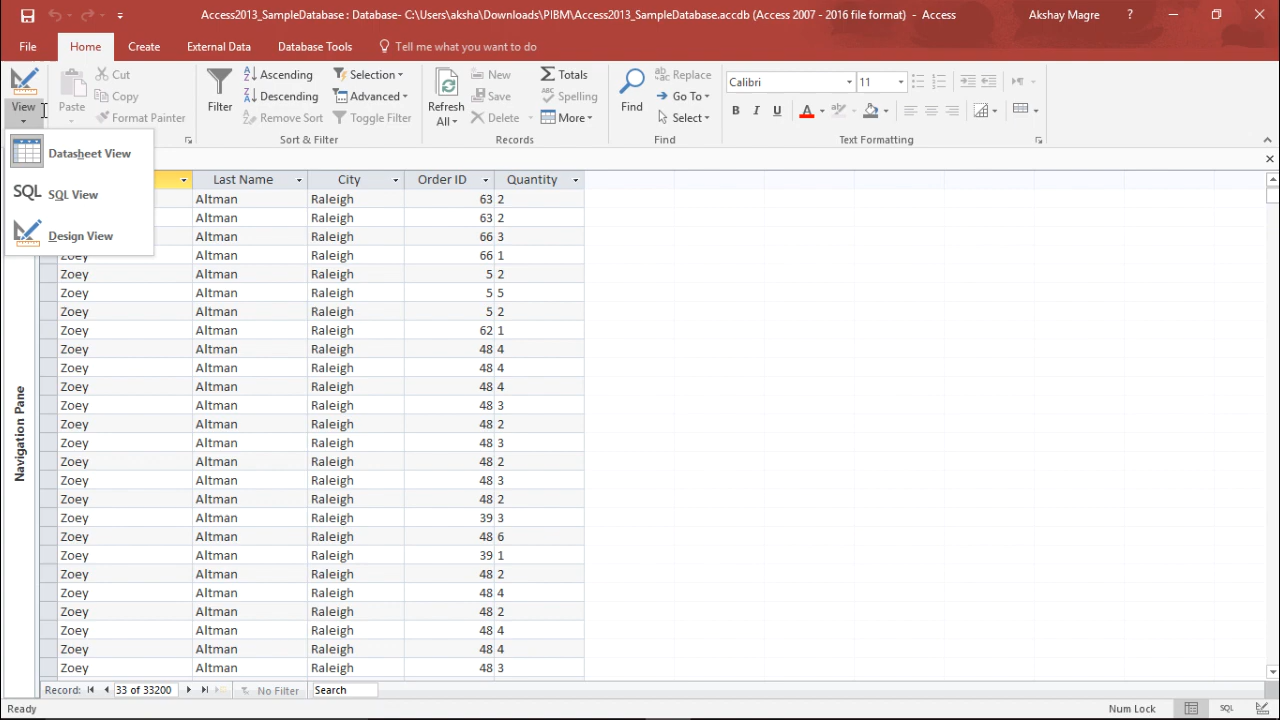 Access2013_SampleDatabase : Database- C:\Users\aksha\Downloads\PIBM\Access2013_SampleDatabase.accdb (Access 2007 - 2016 file format) - Access Akshay Magre ?
File Home Create External Data Database Tools Tell me what you want to do
View Paste Cut Copy Format Painter
Filter Ascending Descending Remove Sort Selection Advanced Toggle Filter Sort & Filter
Refresh All New Save Delete Totals Spelling More Records
Find Replace Go To Select Find
Calibri 11 B I U A Text Formatting
Datasheet View
SQL SQL View
Design View
Last Name City Order ID Quantity
Altman Raleigh 63 2
Altman Raleigh 63 2
Altman Raleigh 66 3
Zoey Altman Raleigh 66 1
Zoey Altman Raleigh 5 2
Zoey Altman Raleigh 5 5
Zoey Altman Raleigh 5 2
Zoey Altman Raleigh 62 1
Zoey Altman Raleigh 48 4
Zoey Altman Raleigh 48 4
Zoey Altman Raleigh 48 4
Zoey Altman Raleigh 48 3
Zoey Altman Raleigh 48 2
Zoey Altman Raleigh 48 3
Zoey Altman Raleigh 48 2
Zoey Altman Raleigh 48 3
Zoey Altman Raleigh 48 2
Zoey Altman Raleigh 39 3
Zoey Altman Raleigh 48 6
Zoey Altman Raleigh 39 1
Zoey Altman Raleigh 48 2
Zoey Altman Raleigh 48 4
Zoey Altman Raleigh 48 2
Zoey Altman Raleigh 48 4
Zoey Altman Raleigh 48 4
Zoey Altman Raleigh 48 3
Navigation Pane
Record: 33 of 33200 No Filter Search
Ready Num Lock SQL